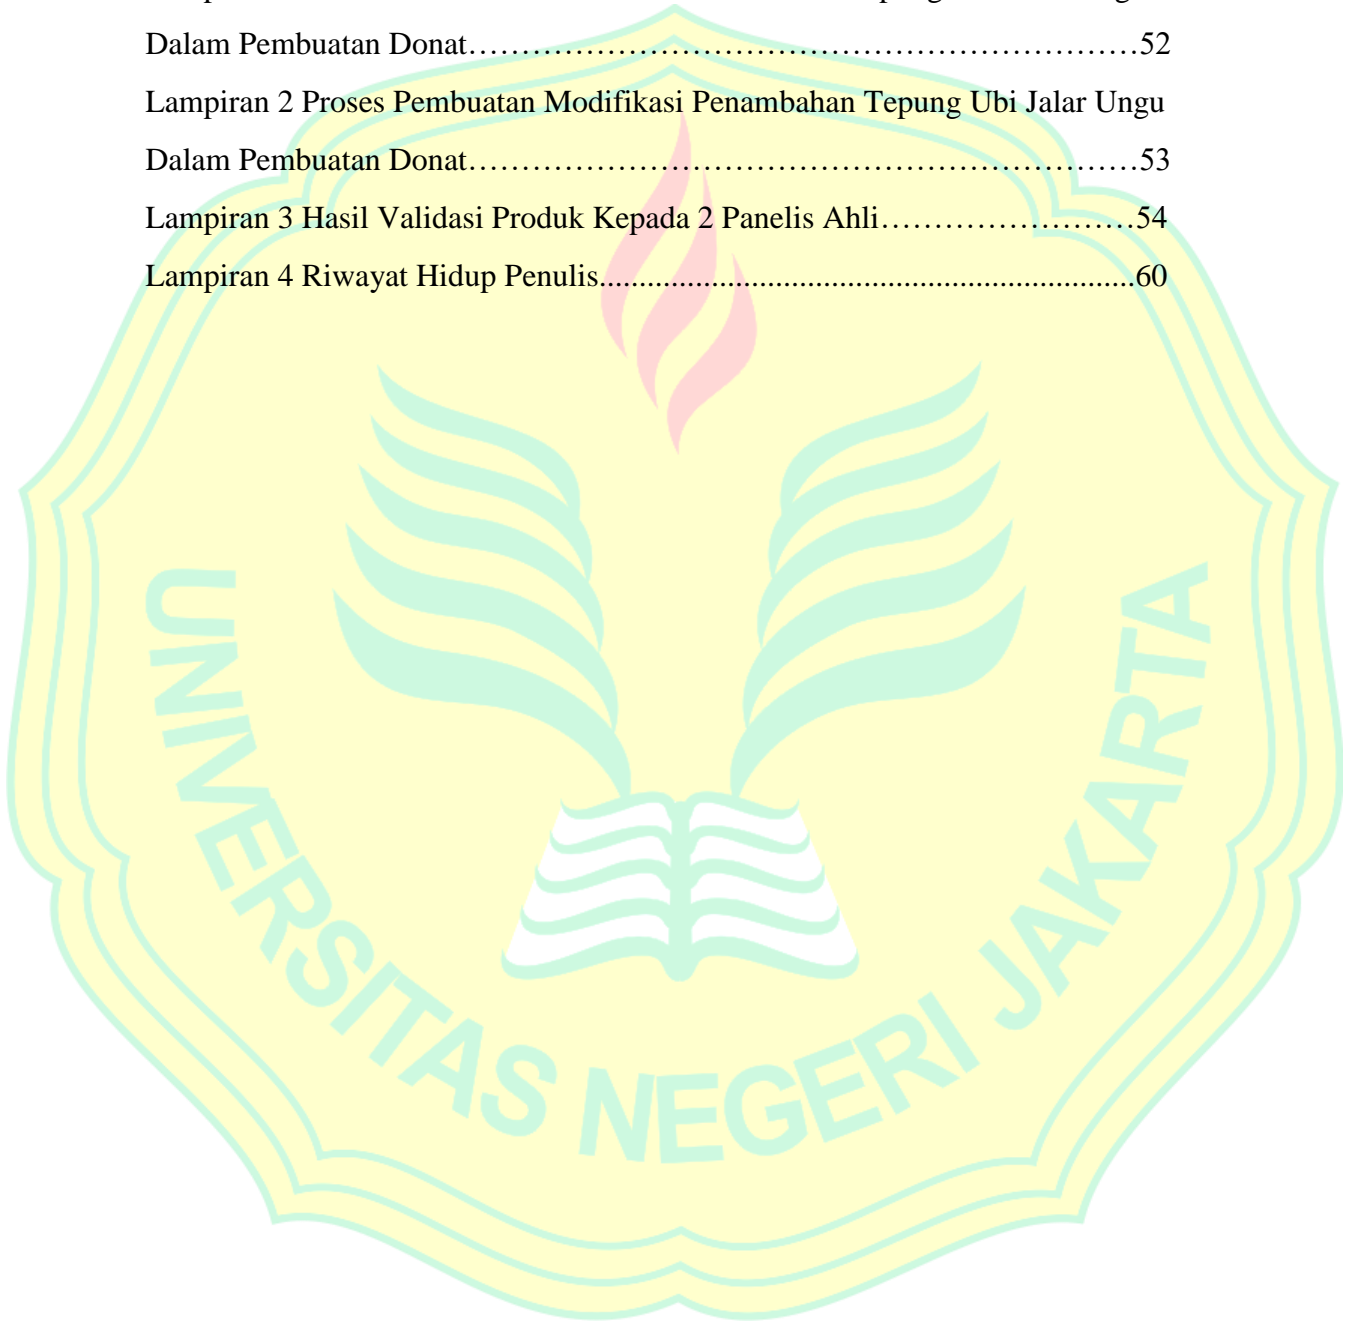 Dalam Pembuatan Donat……………………………………………………………………52
Lampiran 2 Proses Pembuatan Modifikasi Penambahan Tepung Ubi Jalar Ungu
Dalam Pembuatan Donat……………………………………………………………………53
Lampiran 3 Hasil Validasi Produk Kepada 2 Panelis Ahli……………………54
Lampiran 4 Riwayat Hidup Penulis.....................................................................60
UNIVERSITAS NEGERI JAKARTA